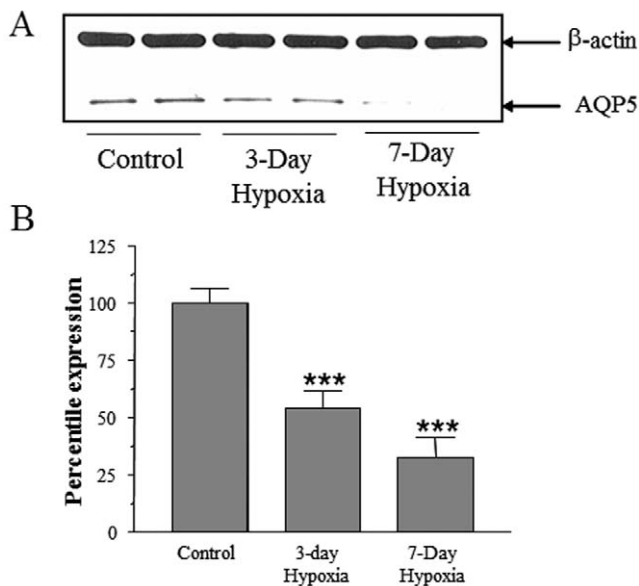 A
β-actin
AQP5
Control
3-Day
Hypoxia
7-Day
Hypoxia
B
Percentile expression
125
100
75
50
25
0
***
***
Control
3-day
Hypoxia
7-Day
Hypoxia